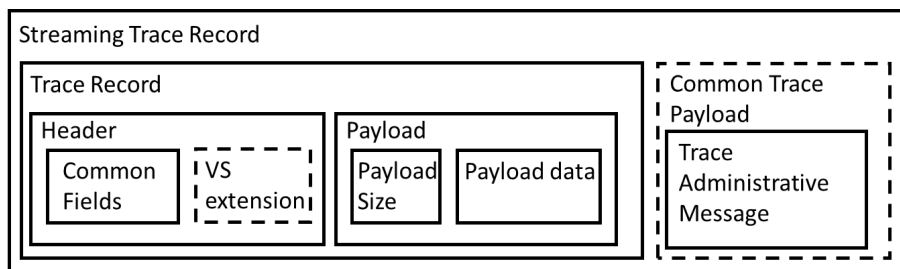 Streaming Trace Record
Trace Record
Header
Common
Fields
VS
extension
Payload
Payload
Size
Payload data
Common Trace
Payload
Trace
Administrative
Message